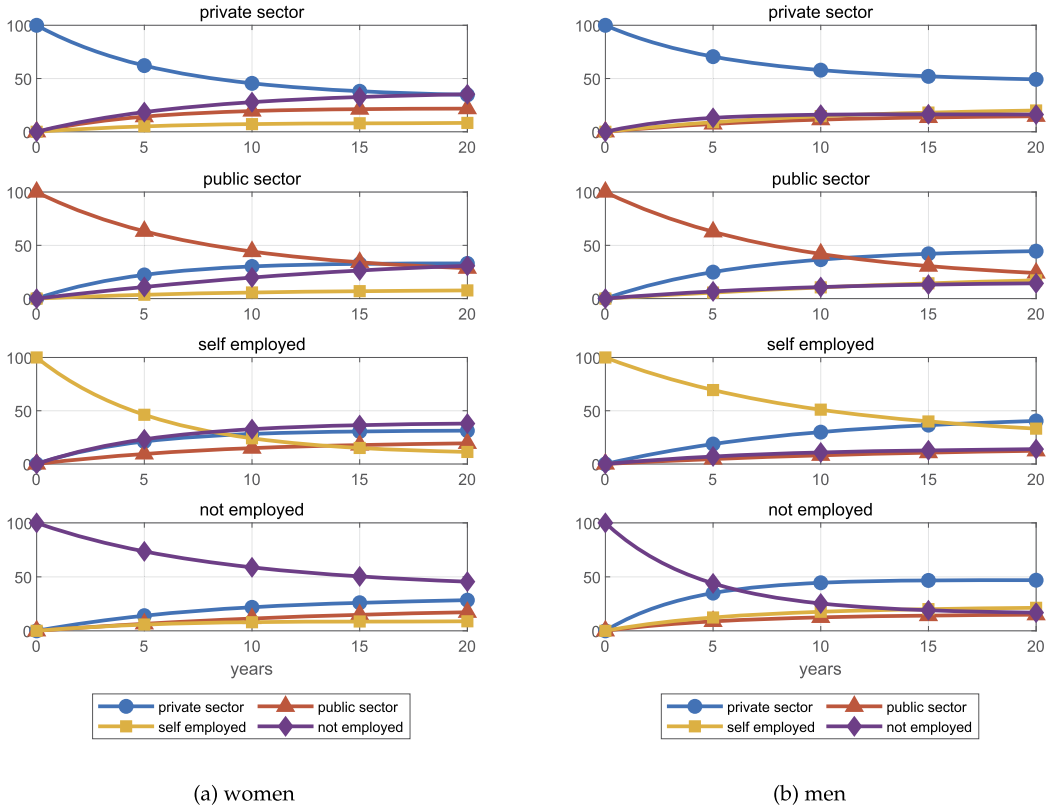 private sector
100
50
0
0 5 10 15 20
public sector
100
50
0
0 5 10 15 20
self employed
100
50
0
0 5 10 15 20
not employed
100
50
0
0 5 10 15 20
years
private sector public sector
self employed not employed
(a) women
private sector
100
50
0
0 5 10 15 20
public sector
100
50
0
0 5 10 15 20
self employed
100
50
0
0 5 10 15 20
not employed
100
50
0
0 5 10 15 20
years
private sector public sector
self employed not employed
(b) men